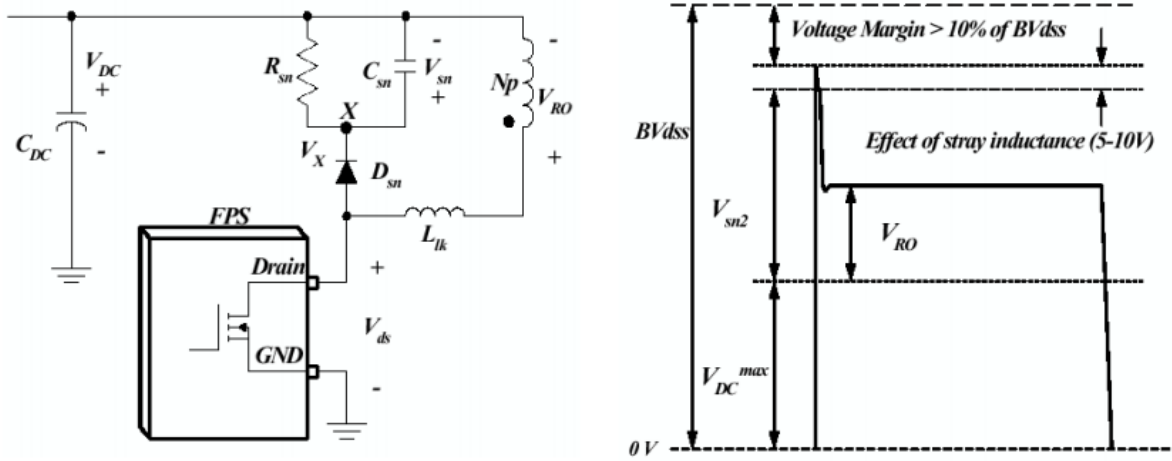 V_DC
+
C_DC
-
R_sn
C_sn
-
V_sn
+
Np
-
V_RO
+
X
V_X
D_sn
L_lk
FPS
Drain
GND
+
V_ds
-
Voltage Margin > 10% of BVdss
BVdss
Effect of stray inductance (5-10V)
V_sn2
V_RO
V_DC^max
0 V